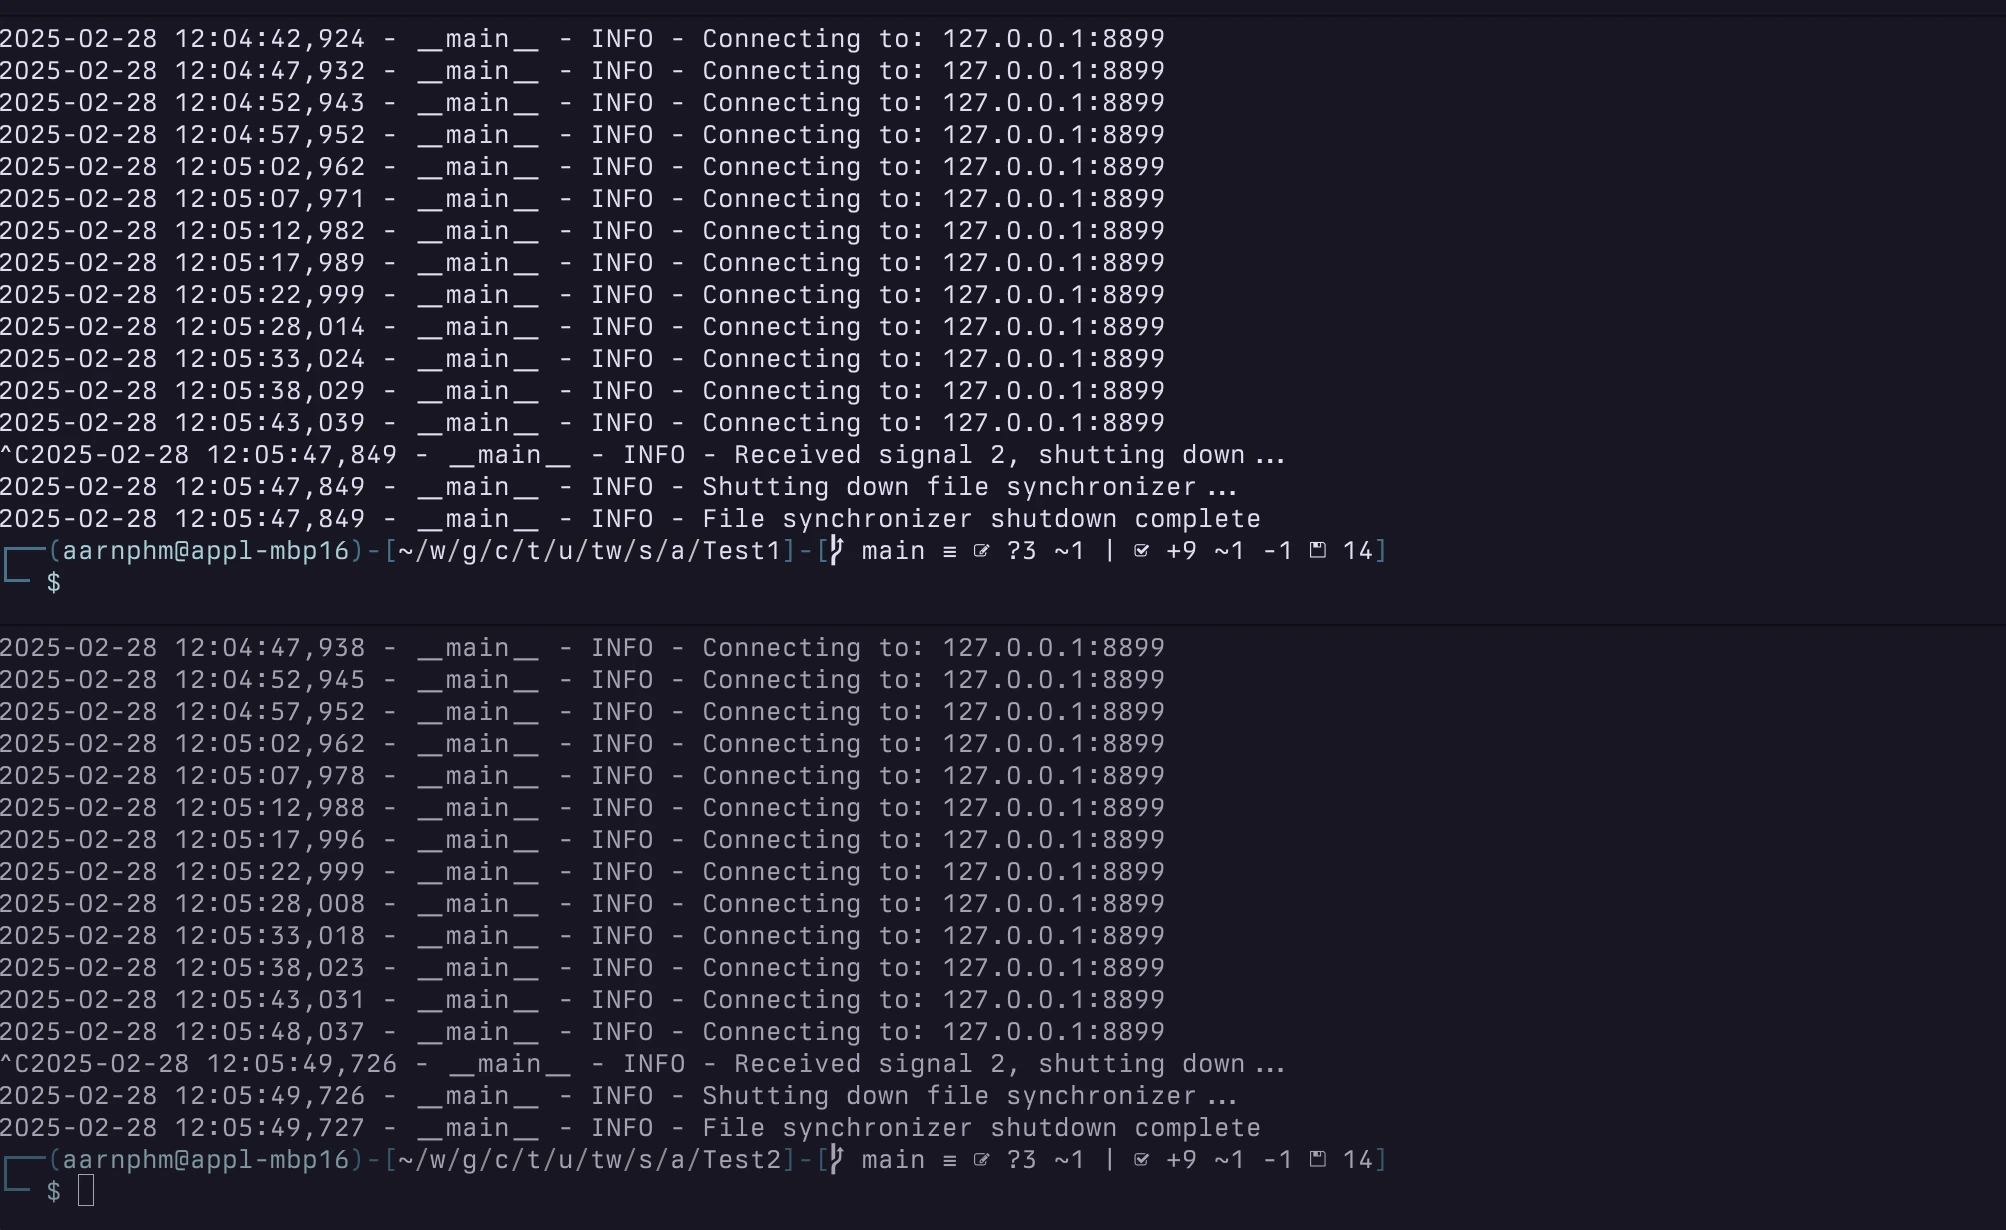 2025-02-28 12:04:42,924 - __main__ - INFO - Connecting to: 127.0.0.1:8899
2025-02-28 12:04:47,932 - __main__ - INFO - Connecting to: 127.0.0.1:8899
2025-02-28 12:04:52,943 - __main__ - INFO - Connecting to: 127.0.0.1:8899
2025-02-28 12:04:57,952 - __main__ - INFO - Connecting to: 127.0.0.1:8899
2025-02-28 12:05:02,962 - __main__ - INFO - Connecting to: 127.0.0.1:8899
2025-02-28 12:05:07,971 - __main__ - INFO - Connecting to: 127.0.0.1:8899
2025-02-28 12:05:12,982 - __main__ - INFO - Connecting to: 127.0.0.1:8899
2025-02-28 12:05:17,989 - __main__ - INFO - Connecting to: 127.0.0.1:8899
2025-02-28 12:05:22,999 - __main__ - INFO - Connecting to: 127.0.0.1:8899
2025-02-28 12:05:28,014 - __main__ - INFO - Connecting to: 127.0.0.1:8899
2025-02-28 12:05:33,024 - __main__ - INFO - Connecting to: 127.0.0.1:8899
2025-02-28 12:05:38,029 - __main__ - INFO - Connecting to: 127.0.0.1:8899
2025-02-28 12:05:43,039 - __main__ - INFO - Connecting to: 127.0.0.1:8899
^C2025-02-28 12:05:47,849 - __main__ - INFO - Received signal 2, shutting down...
2025-02-28 12:05:47,849 - __main__ - INFO - Shutting down file synchronizer...
2025-02-28 12:05:47,849 - __main__ - INFO - File synchronizer shutdown complete
(aarnphm@appl-mbp16)-[~/w/g/c/t/u/tw/s/a/Test1]-[ main ≡ ?3 ~1 | +9 ~1 -1 14]
$
2025-02-28 12:04:47,938 - __main__ - INFO - Connecting to: 127.0.0.1:8899
2025-02-28 12:04:52,945 - __main__ - INFO - Connecting to: 127.0.0.1:8899
2025-02-28 12:04:57,952 - __main__ - INFO - Connecting to: 127.0.0.1:8899
2025-02-28 12:05:02,962 - __main__ - INFO - Connecting to: 127.0.0.1:8899
2025-02-28 12:05:07,978 - __main__ - INFO - Connecting to: 127.0.0.1:8899
2025-02-28 12:05:12,988 - __main__ - INFO - Connecting to: 127.0.0.1:8899
2025-02-28 12:05:17,996 - __main__ - INFO - Connecting to: 127.0.0.1:8899
2025-02-28 12:05:22,999 - __main__ - INFO - Connecting to: 127.0.0.1:8899
2025-02-28 12:05:28,008 - __main__ - INFO - Connecting to: 127.0.0.1:8899
2025-02-28 12:05:33,018 - __main__ - INFO - Connecting to: 127.0.0.1:8899
2025-02-28 12:05:38,023 - __main__ - INFO - Connecting to: 127.0.0.1:8899
2025-02-28 12:05:43,031 - __main__ - INFO - Connecting to: 127.0.0.1:8899
2025-02-28 12:05:48,037 - __main__ - INFO - Connecting to: 127.0.0.1:8899
^C2025-02-28 12:05:49,726 - __main__ - INFO - Received signal 2, shutting down...
2025-02-28 12:05:49,726 - __main__ - INFO - Shutting down file synchronizer...
2025-02-28 12:05:49,727 - __main__ - INFO - File synchronizer shutdown complete
(aarnphm@appl-mbp16)-[~/w/g/c/t/u/tw/s/a/Test2]-[ main ≡ ?3 ~1 | +9 ~1 -1 14]
$